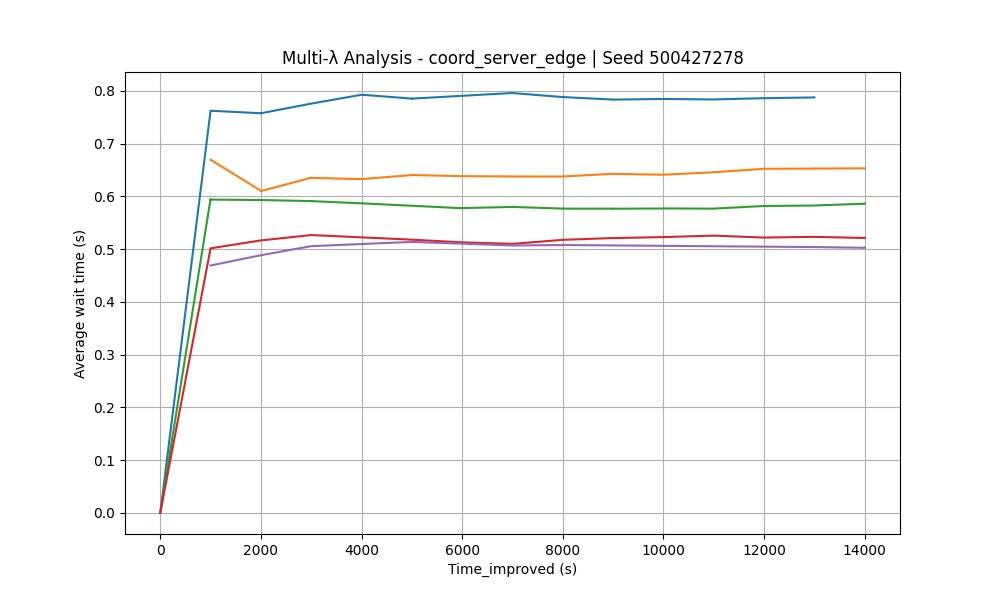 Multi-λ Analysis - coord_server_edge | Seed 500427278
Average wait time (s)
0.8
0.7
0.6
0.5
0.4
0.3
0.2
0.1
0.0
0 2000 4000 6000 8000 10000 12000 14000
Time_improved (s)